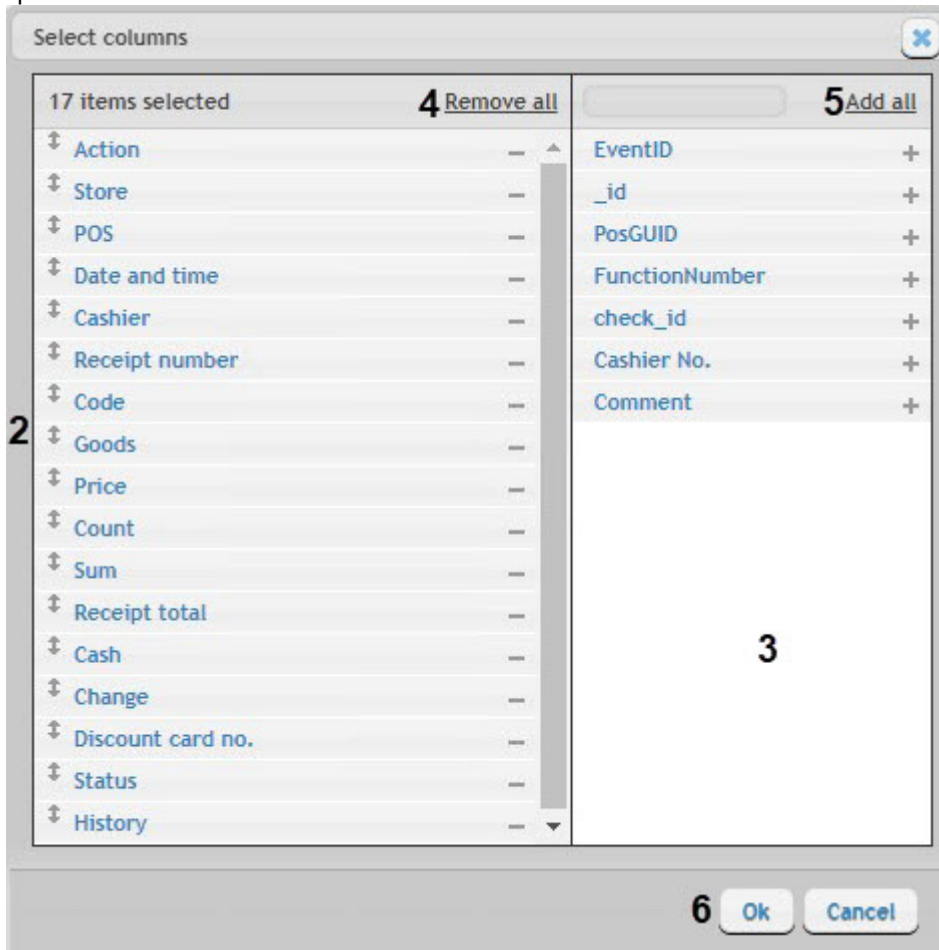 Select columns
17 items selected 4 Remove all 5 Add all
Action
Store
POS
Date and time
Cashier
Receipt number
Code
2
Goods
Price
Count
Sum
Receipt total
Cash
Change
Discount card no.
Status
History
EventID
_id
PosGUID
FunctionNumber
check_id
Cashier No.
Comment
3
6 Ok Cancel